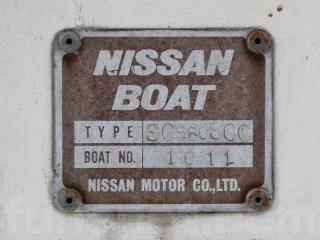 NISSAN
BOAT
TYPE
BOAT NO. 1011
NISSAN MOTOR CO.,LTD.